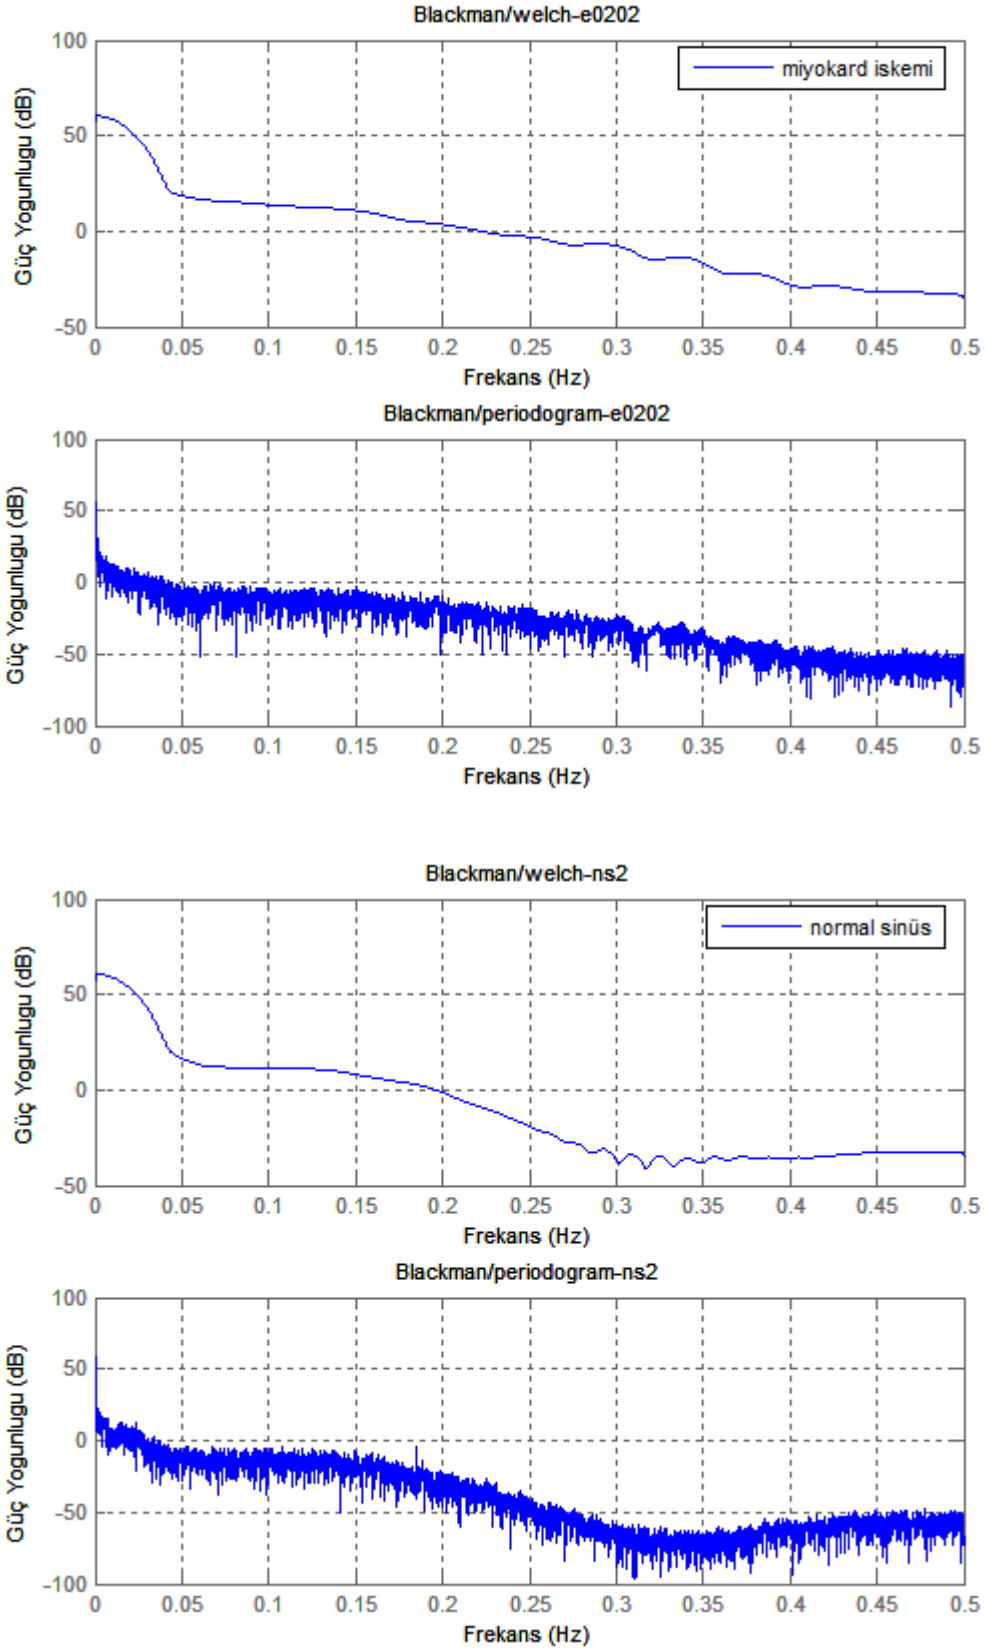 Blackman/welch-e0202
100
50
0
-50
Güç Yogunlugu (dB)
miyokard iskemi
0 0.05 0.1 0.15 0.2 0.25 0.3 0.35 0.4 0.45 0.5
Frekans (Hz)
Blackman/periodogram-e0202
100
50
0
-50
-100
Güç Yogunlugu (dB)
0 0.05 0.1 0.15 0.2 0.25 0.3 0.35 0.4 0.45 0.5
Frekans (Hz)
Blackman/welch-ns2
100
50
0
-50
Güç Yogunlugu (dB)
normal sinüs
0 0.05 0.1 0.15 0.2 0.25 0.3 0.35 0.4 0.45 0.5
Frekans (Hz)
Blackman/periodogram-ns2
100
50
0
-50
-100
Güç Yogunlugu (dB)
0 0.05 0.1 0.15 0.2 0.25 0.3 0.35 0.4 0.45 0.5
Frekans (Hz)